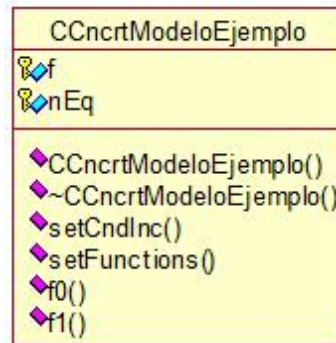 CCncrtModeloEjemplo
f
nEq
CCncrtModeloEjemplo()
~CCncrtModeloEjemplo()
setCndInc()
setFunctions()
f0()
f1()